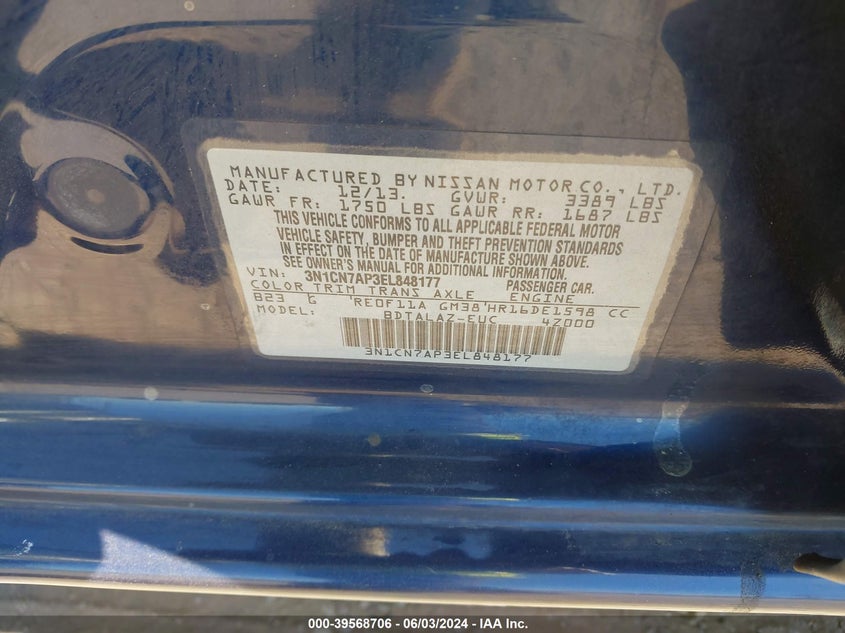 MANUFACTURED BY NISSAN MOTOR CO., LTD.
DATE: 12/13. GVWR: 3389 LBS
GAWR FR: 1750 LBS GAWR RR: 1687 LBS
THIS VEHICLE CONFORMS TO ALL APPLICABLE FEDERAL MOTOR
VEHICLE SAFETY, BUMPER AND THEFT PREVENTION STANDARDS
IN EFFECT ON THE DATE OF MANUFACTURE SHOWN ABOVE.
SEE OWNER'S MANUAL FOR ADDITIONAL INFORMATION.
VIN: 3N1CN7AP3EL848177 PASSENGER CAR.
COLOR TRIM TRANS AXLE ENGINE
B23 G RE0F11A GM38 HR16DE1598 CC
MODEL: BDTALAZ-EUC 4Z000
3N1CN7AP3EL848177
000-39568706 - 06/03/2024 - IAA Inc.